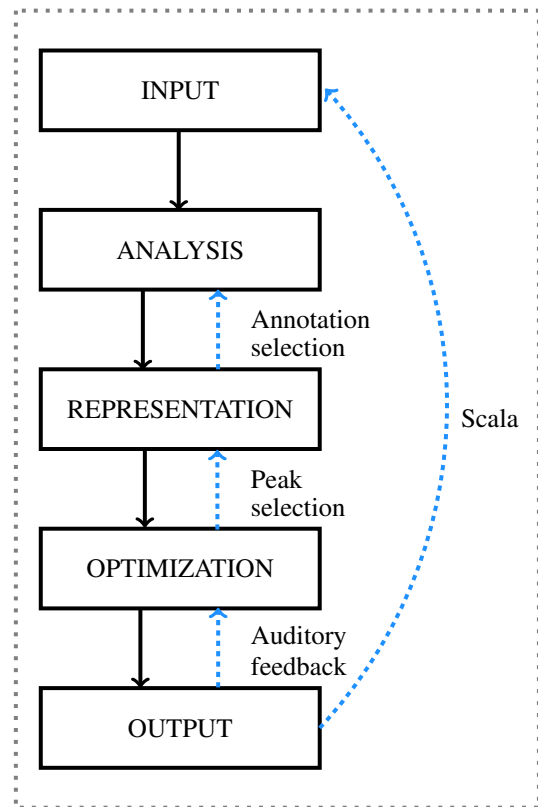 INPUT
ANALYSIS
Annotation
selection
REPRESENTATION
Scala
Peak
selection
OPTIMIZATION
Auditory
feedback
OUTPUT